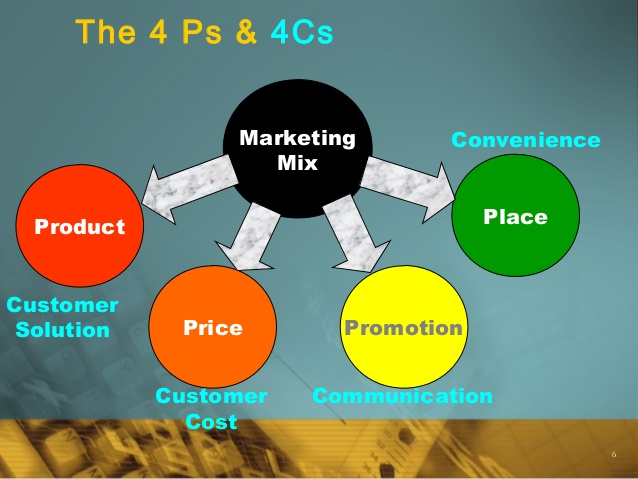 The 4 Ps & 4Cs
Marketing
Mix
Convenience
Product
Place
Customer
Solution
Price
Promotion
Customer
Cost
Communication
6